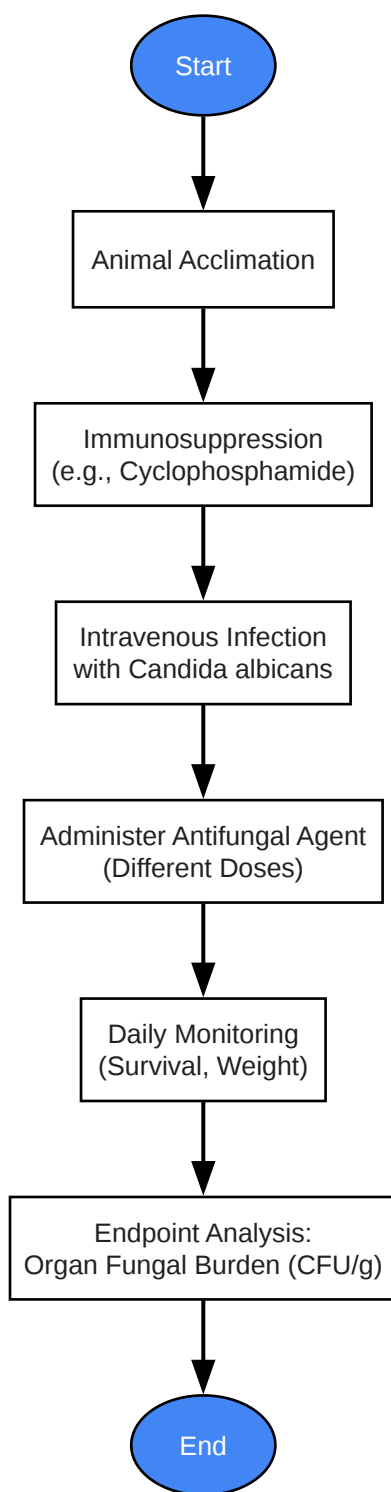 Start
Animal Acclimation
Immunosuppression
(e.g., Cyclophosphamide)
Intravenous Infection
with Candida albicans
Administer Antifungal Agent
(Different Doses)
Daily Monitoring
(Survival, Weight)
Endpoint Analysis:
Organ Fungal Burden (CFU/g)
End